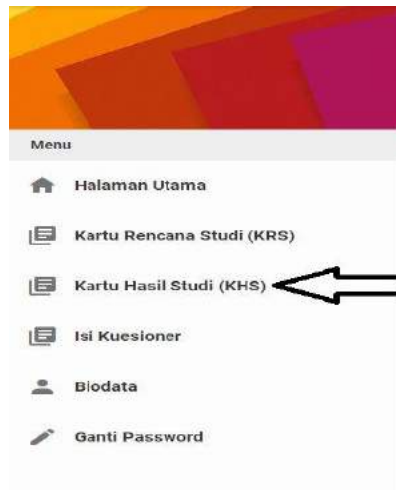 Menu
Halaman Utama
Kartu Rencana Studi (KRS)
Kartu Hasil Studi (KHS)
Isi Kuesioner
Biodata
Ganti Password